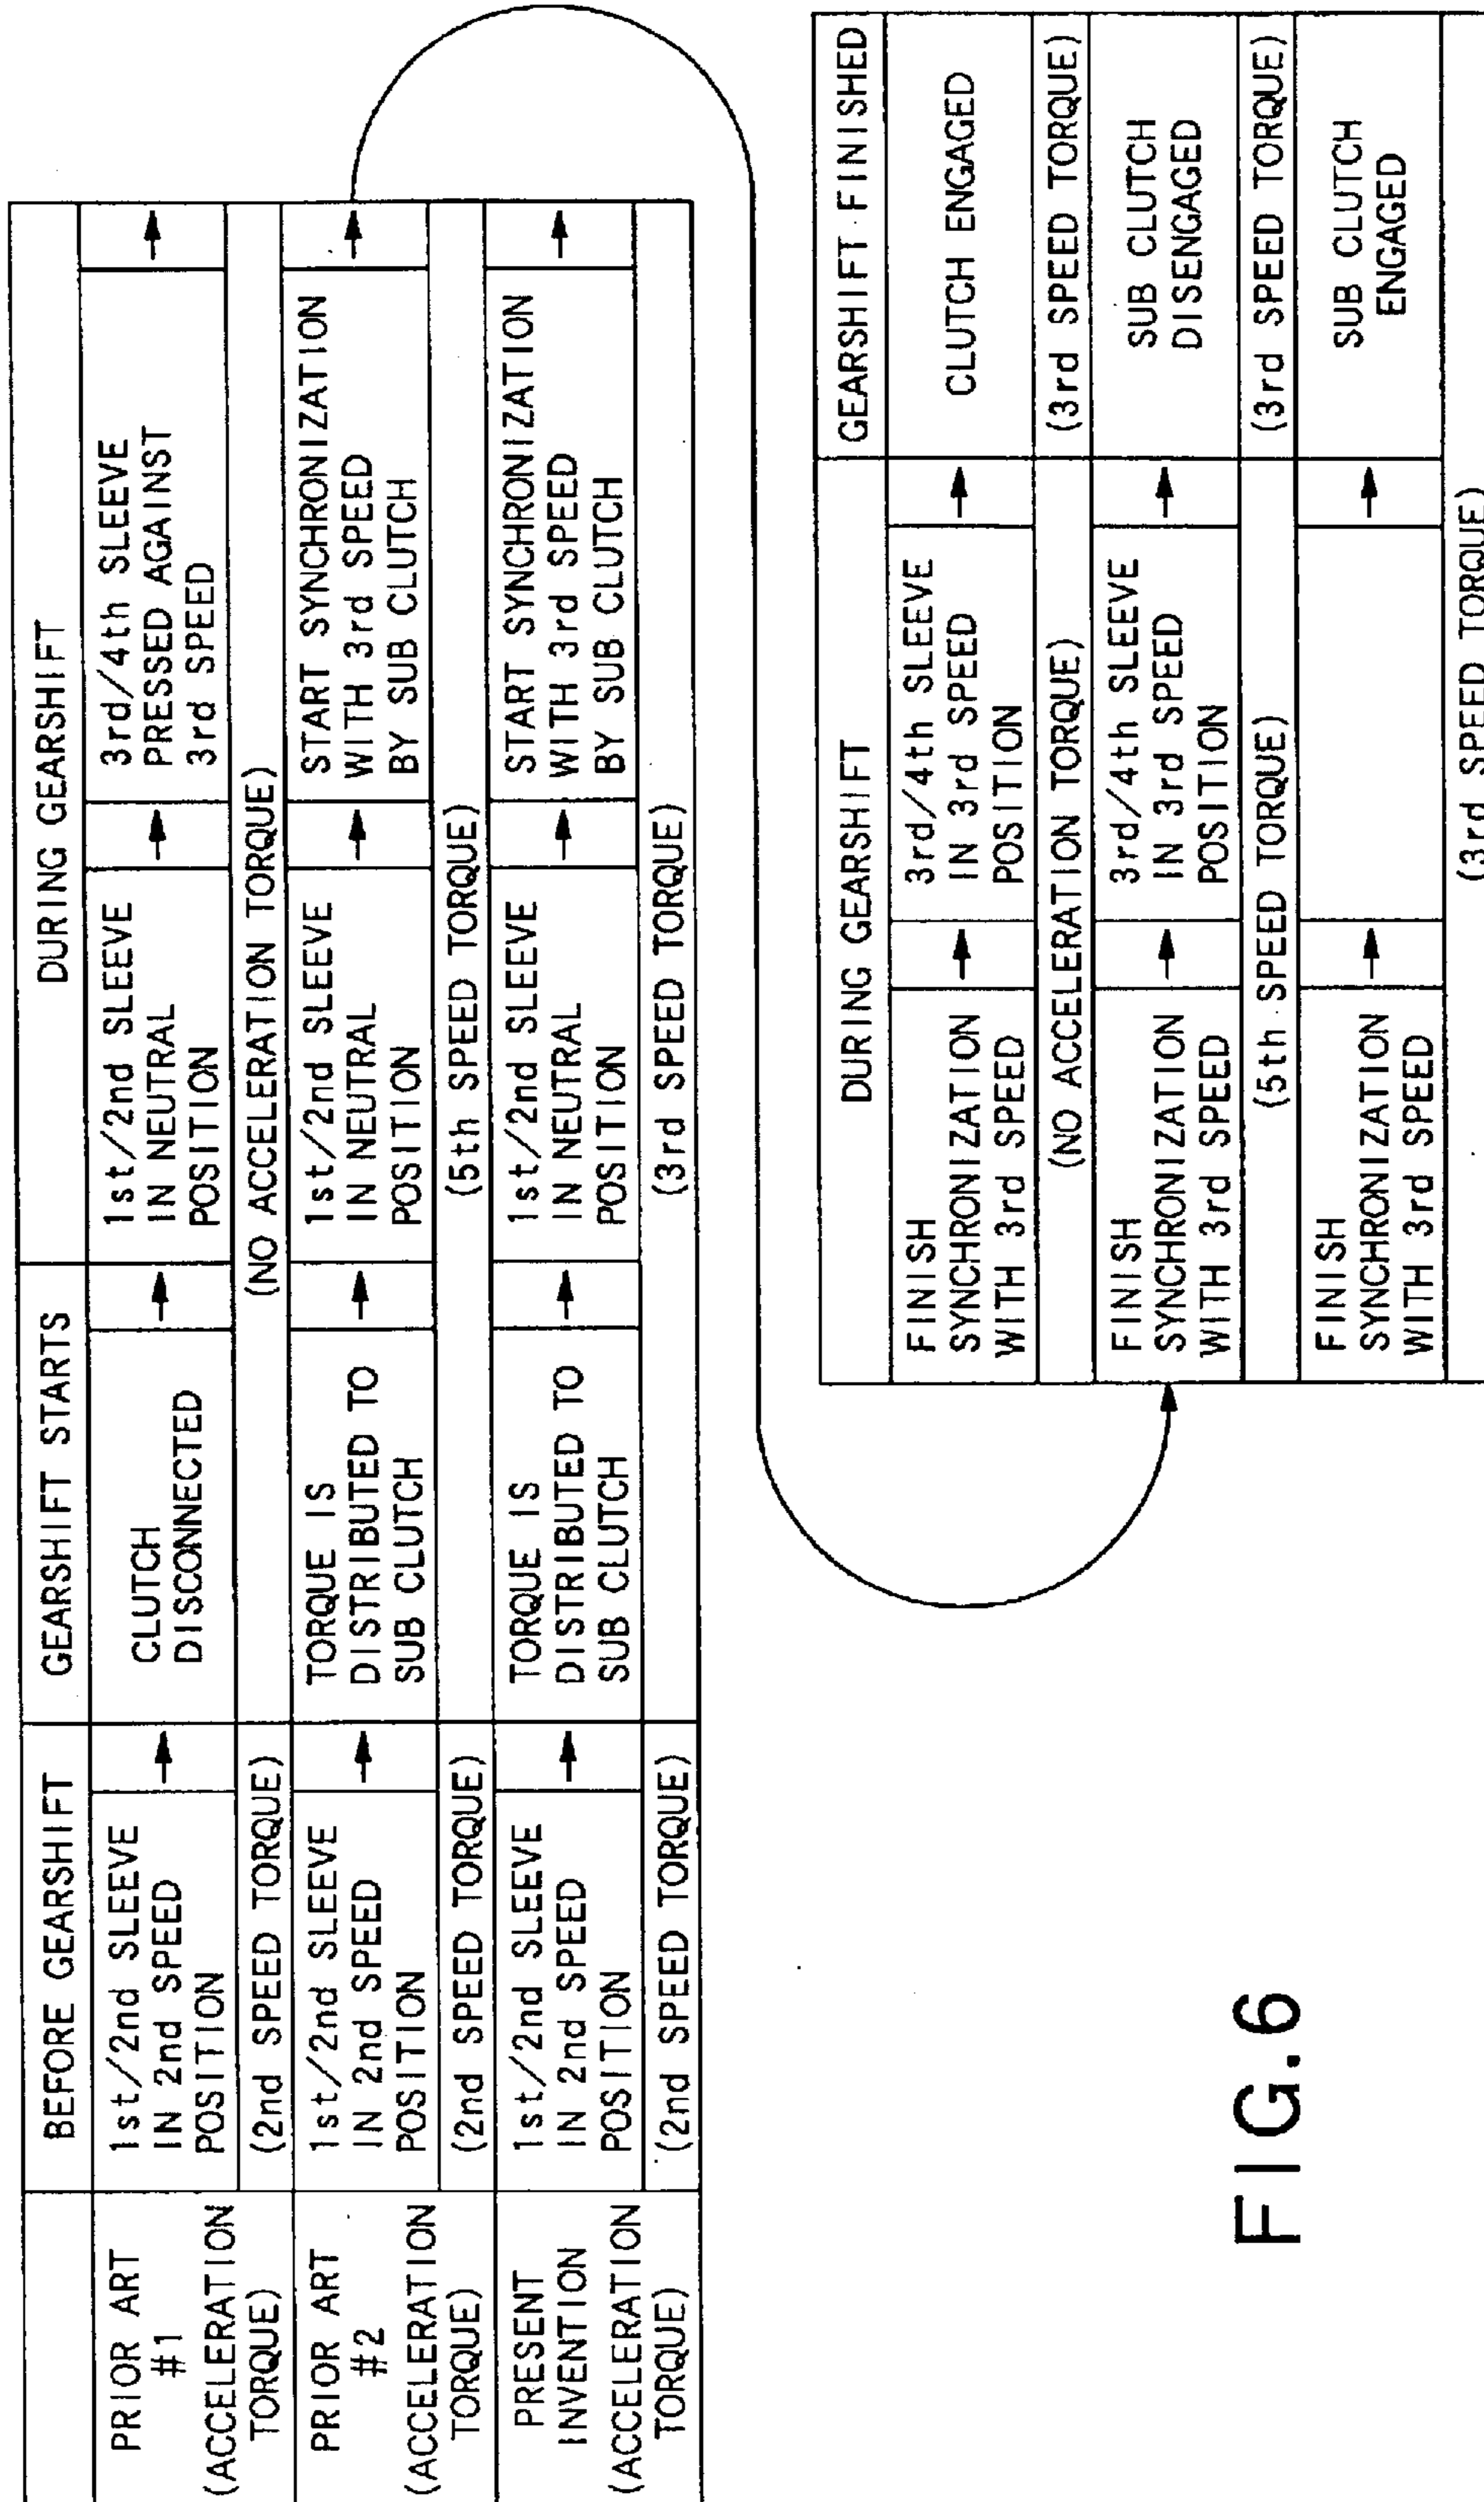 BEFORE GEARSHIFT
GEARSHIFT STARTS
DURING GEARSHIFT
PRIOR ART
#1
(ACCELERATION
TORQUE)
1st/2nd SLEEVE
IN 2nd SPEED
POSITION
CLUTCH
DISCONNECTED
1st/2nd SLEEVE
IN NEUTRAL
POSITION
3rd/4th SLEEVE
PRESSED AGAINST
3rd SPEED
(2nd SPEED TORQUE)
(NO ACCELERATION TORQUE)
PRIOR ART
#2
(ACCELERATION
TORQUE)
1st/2nd SLEEVE
IN 2nd SPEED
POSITION
TORQUE IS
DISTRIBUTED TO
SUB CLUTCH
1st/2nd SLEEVE
IN NEUTRAL
POSITION
START SYNCHRONIZATION
WITH 3rd SPEED
BY SUB CLUTCH
(2nd SPEED TORQUE)
(5th SPEED TORQUE)
PRESENT
INVENTION
(ACCELERATION
TORQUE)
1st/2nd SLEEVE
IN 2nd SPEED
POSITION
TORQUE IS
DISTRIBUTED TO
SUB CLUTCH
1st/2nd SLEEVE
IN NEUTRAL
POSITION
START SYNCHRONIZATION
WITH 3rd SPEED
BY SUB CLUTCH
(2nd SPEED TORQUE)
(3rd SPEED TORQUE)
DURING GEARSHIFT
GEARSHIFT FINISHED
FINISH
SYNCHRONIZATION
WITH 3rd SPEED
3rd/4th SLEEVE
IN 3rd SPEED
POSITION
CLUTCH ENGAGED
(NO ACCELERATION TORQUE)
(3rd SPEED TORQUE)
FINISH
SYNCHRONIZATION
WITH 3rd SPEED
3rd/4th SLEEVE
IN 3rd SPEED
POSITION
SUB CLUTCH
DISENGAGED
(5th SPEED TORQUE)
(3rd SPEED TORQUE)
FINISH
SYNCHRONIZATION
WITH 3rd SPEED
SUB CLUTCH
ENGAGED
(3rd SPEED TORQUE)
FIG.6